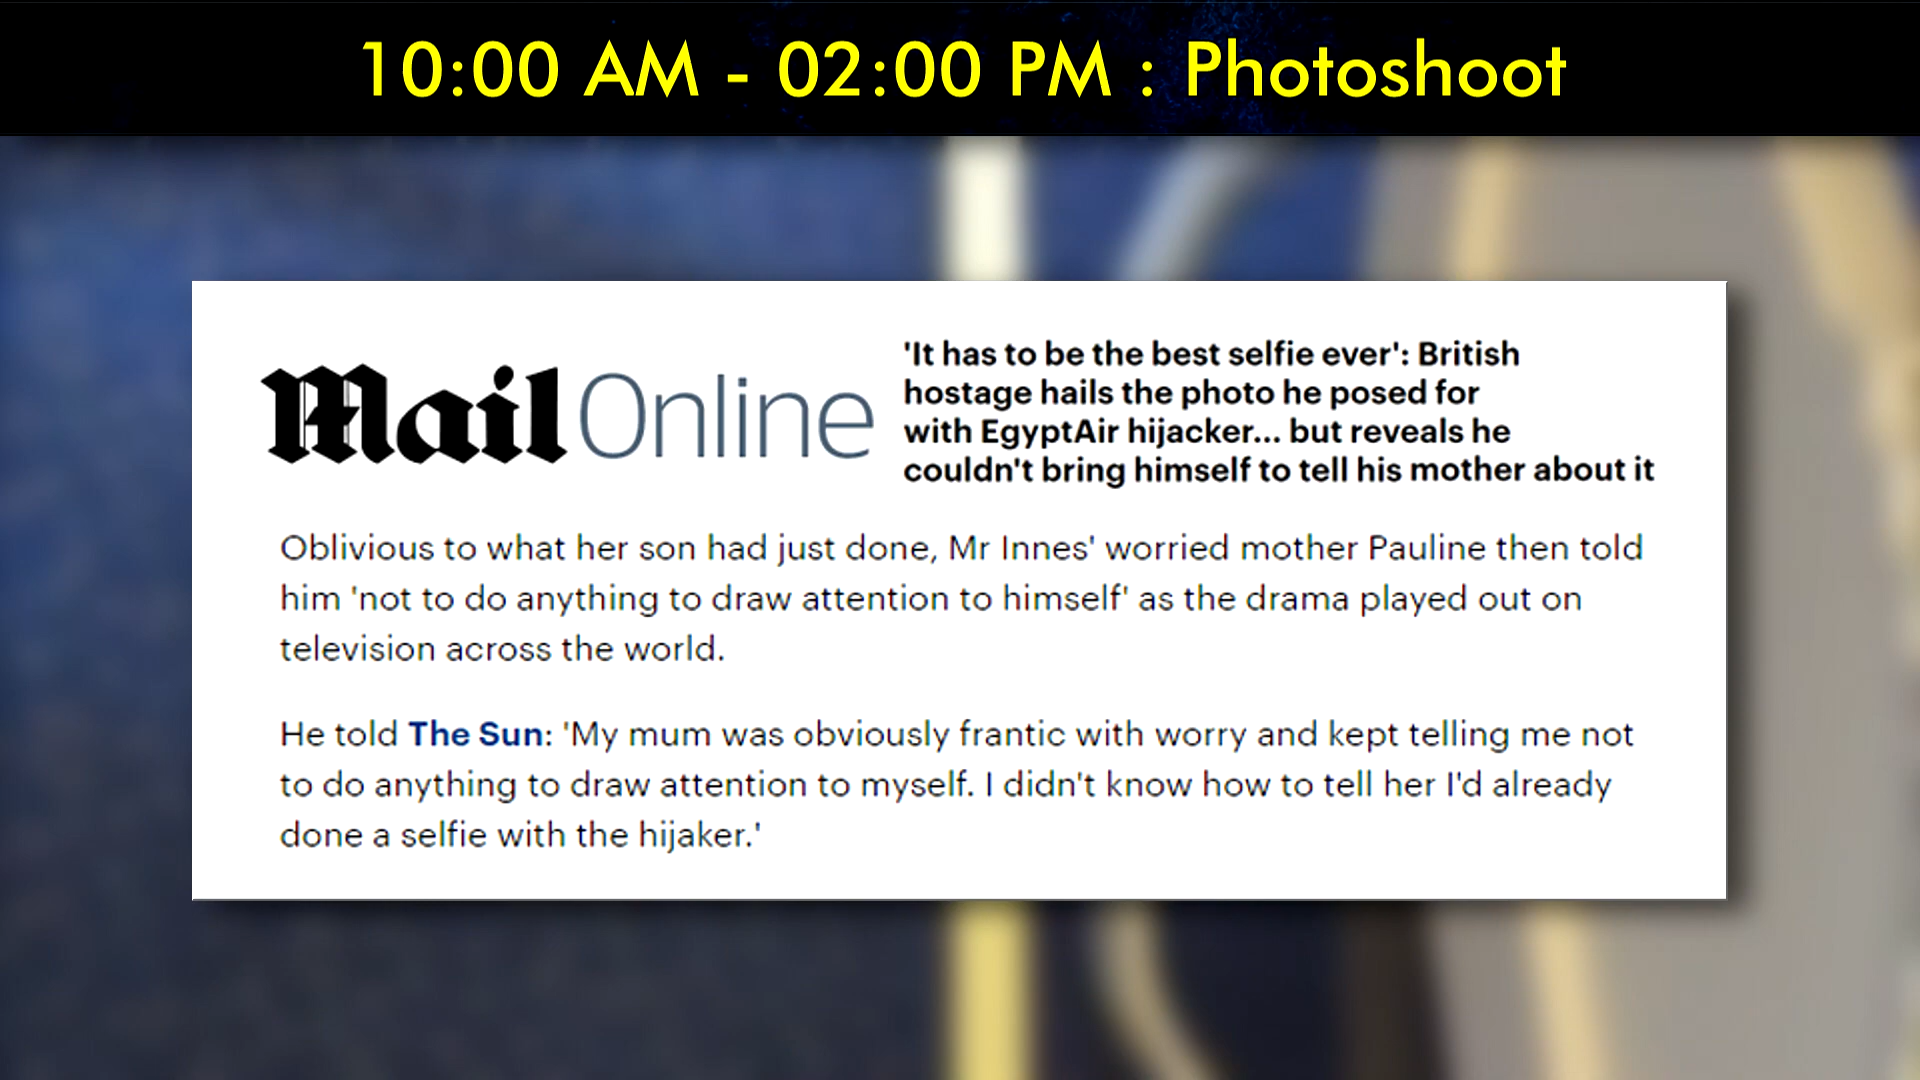 10:00 AM - 02:00 PM : Photoshoot
Mail Online
'It has to be the best selfie ever': British
hostage hails the photo he posed for
with EgyptAir hijacker... but reveals he
couldn't bring himself to tell his mother about it
Oblivious to what her son had just done, Mr Innes' worried mother Pauline then told
him 'not to do anything to draw attention to himself' as the drama played out on
television across the world.
He told The Sun: 'My mum was obviously frantic with worry and kept telling me not
to do anything to draw attention to myself. I didn't know how to tell her I'd already
done a selfie with the hijaker.'